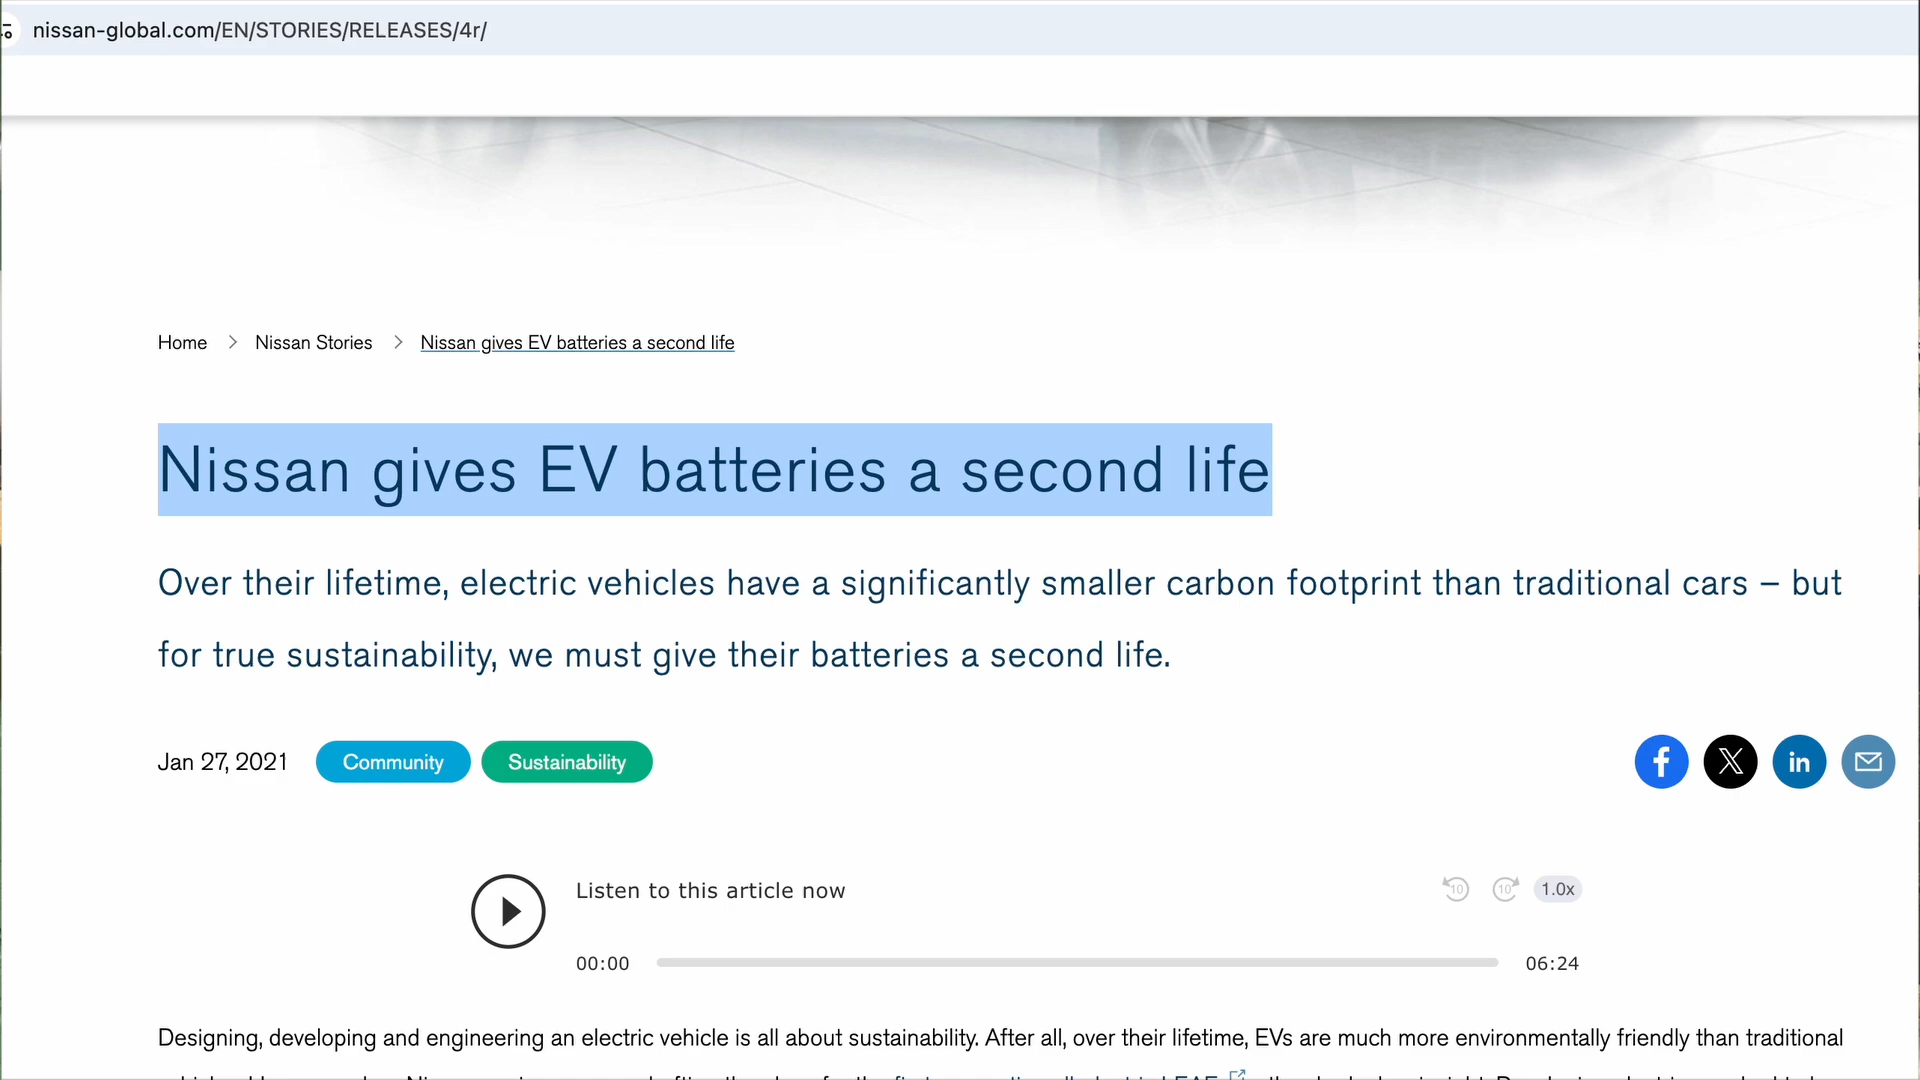 nissan-global.com/EN/STORIES/RELEASES/4r/
Home > Nissan Stories > Nissan gives EV batteries a second life
Nissan gives EV batteries a second life
Over their lifetime, electric vehicles have a significantly smaller carbon footprint than traditional cars – but
for true sustainability, we must give their batteries a second life.
Jan 27, 2021 Community Sustainability
Listen to this article now 10 10 1.0x
00:00 06:24
Designing, developing and engineering an electric vehicle is all about sustainability. After all, over their lifetime, EVs are much more environmentally friendly than traditional